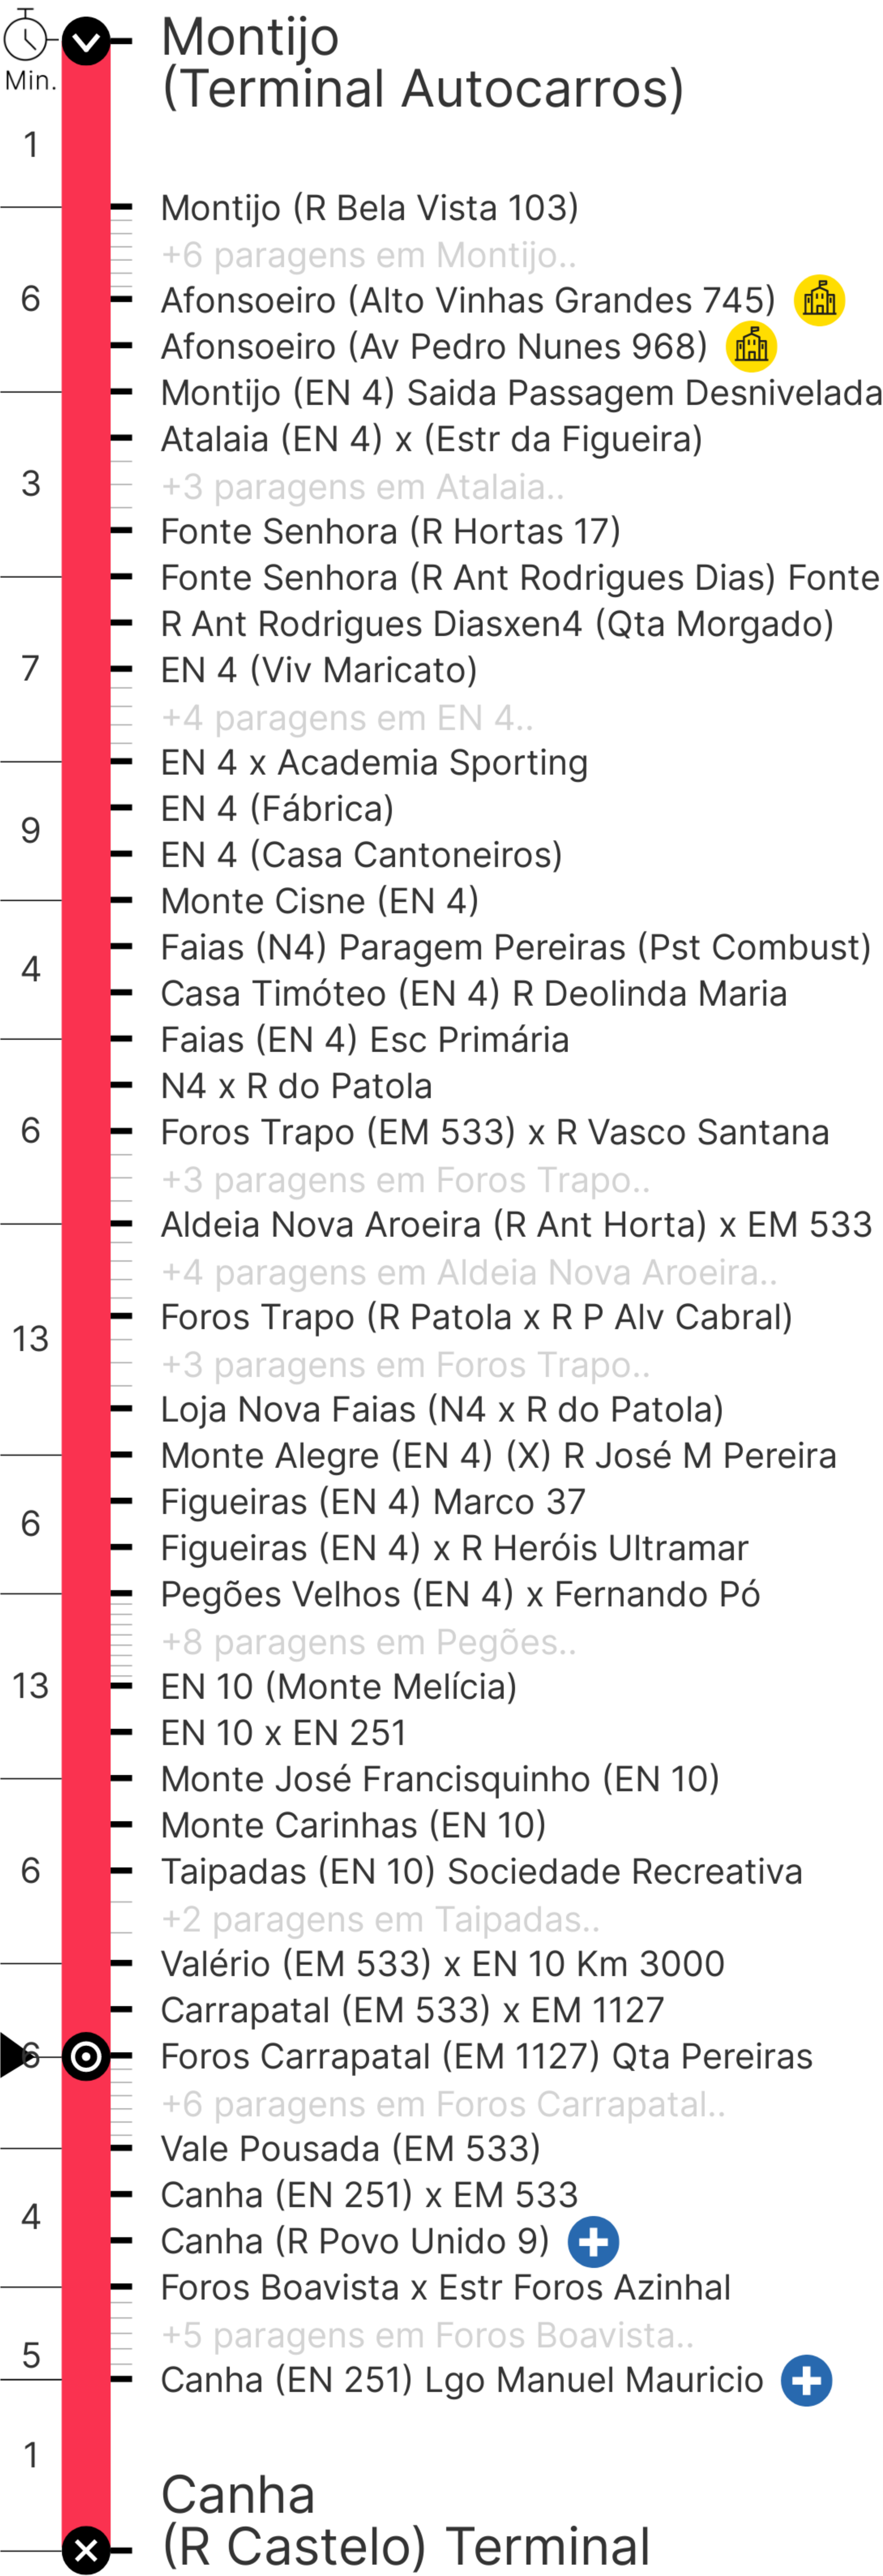 Montijo
(Terminal Autocarros)
Min.
1
Montijo (R Bela Vista 103)
+6 paragens em Montijo..
6
Afonsoeiro (Alto Vinhas Grandes 745)
Afonsoeiro (Av Pedro Nunes 968)
Montijo (EN 4) Saida Passagem Desnivelada
Atalaia (EN 4) x (Estr da Figueira)
3
+3 paragens em Atalaia..
Fonte Senhora (R Hortas 17)
Fonte Senhora (R Ant Rodrigues Dias) Fonte
R Ant Rodrigues Diasxen4 (Qta Morgado)
7
EN 4 (Viv Maricato)
+4 paragens em EN 4..
EN 4 x Academia Sporting
EN 4 (Fábrica)
9
EN 4 (Casa Cantoneiros)
Monte Cisne (EN 4)
Faias (N4) Paragem Pereiras (Pst Combust)
4
Casa Timóteo (EN 4) R Deolinda Maria
Faias (EN 4) Esc Primária
N4 x R do Patola
6
Foros Trapo (EM 533) x R Vasco Santana
+3 paragens em Foros Trapo..
Aldeia Nova Aroeira (R Ant Horta) x EM 533
+4 paragens em Aldeia Nova Aroeira..
Foros Trapo (R Patola x R P Alv Cabral)
13
+3 paragens em Foros Trapo..
Loja Nova Faias (N4 x R do Patola)
Monte Alegre (EN 4) (X) R José M Pereira
Figueiras (EN 4) Marco 37
6
Figueiras (EN 4) x R Heróis Ultramar
Pegões Velhos (EN 4) x Fernando Pó
+8 paragens em Pegões..
13
EN 10 (Monte Melícia)
EN 10 x EN 251
Monte José Francisquinho (EN 10)
Monte Carinhas (EN 10)
6
Taipadas (EN 10) Sociedade Recreativa
+2 paragens em Taipadas..
Valério (EM 533) x EN 10 Km 3000
Carrapatal (EM 533) x EM 1127
6
Foros Carrapatal (EM 1127) Qta Pereiras
+6 paragens em Foros Carrapatal..
Vale Pousada (EM 533)
Canha (EN 251) x EM 533
4
Canha (R Povo Unido 9)
Foros Boavista x Estr Foros Azinhal
+5 paragens em Foros Boavista..
5
Canha (EN 251) Lgo Manuel Mauricio
1
Canha
(R Castelo) Terminal